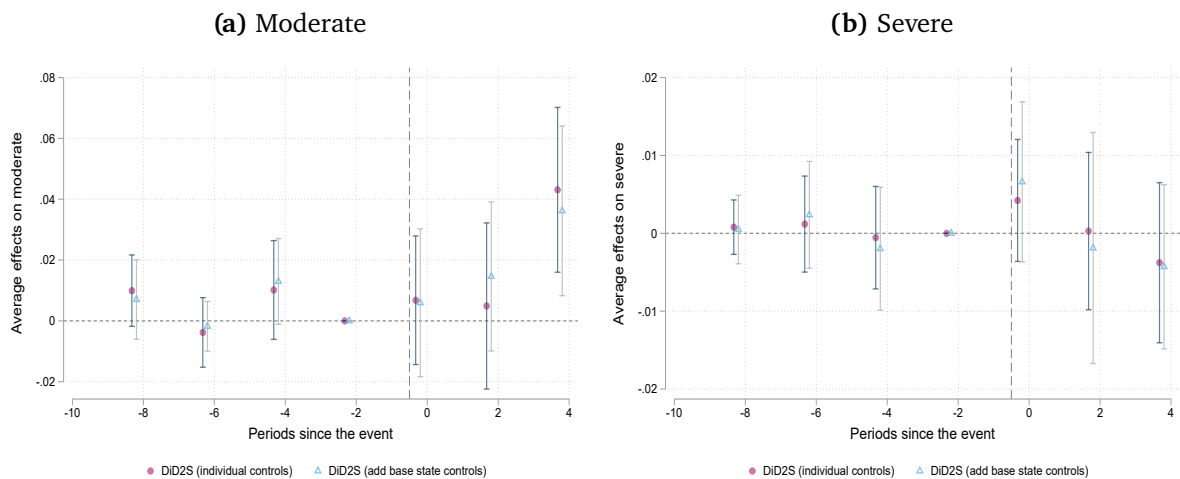 (a) Moderate
.08
.06
.04
.02
0
-.02
Average effects on moderate
-10 -8 -6 -4 -2 0 2 4
Periods since the event
DiD2S (individual controls) DiD2S (add base state controls)
(b) Severe
.02
.01
0
-.01
-.02
Average effects on severe
-10 -8 -6 -4 -2 0 2 4
Periods since the event
DiD2S (individual controls) DiD2S (add base state controls)